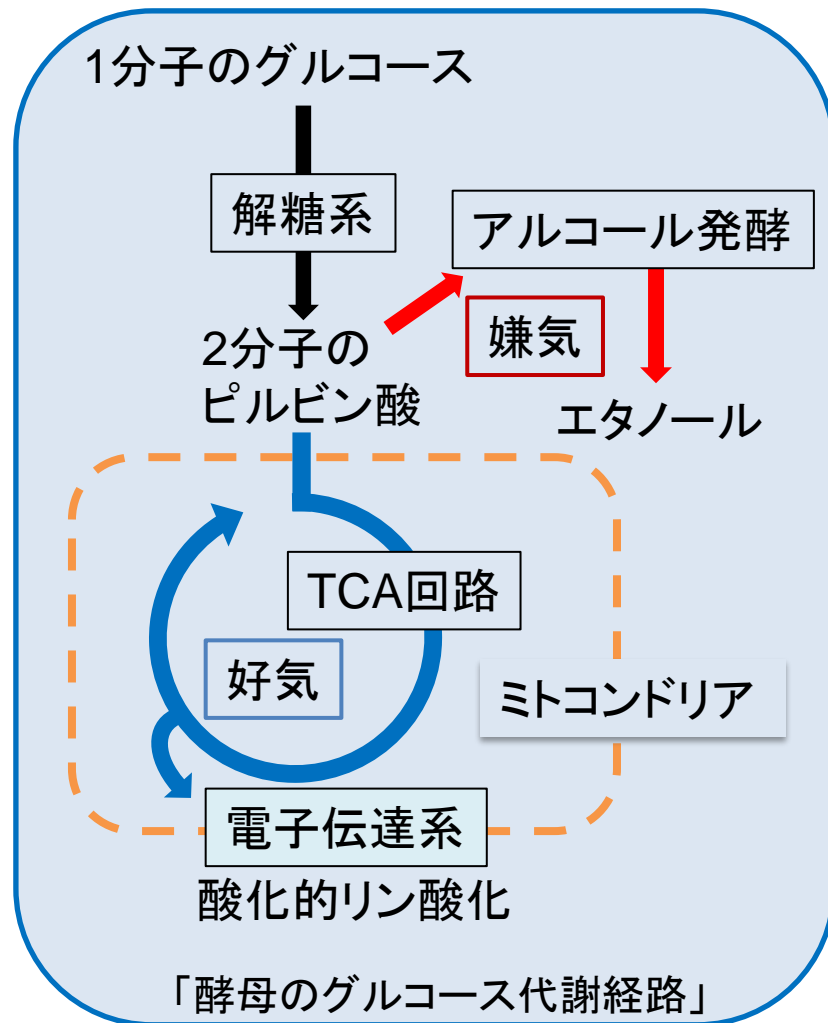 1分子のグルコース
解糖系
アルコール発酵
嫌気
2分子の
ピルビン酸
エタノール
TCA回路
好気
ミトコンドリア
電子伝達系
酸化的リン酸化
「酵母のグルコース代謝経路」